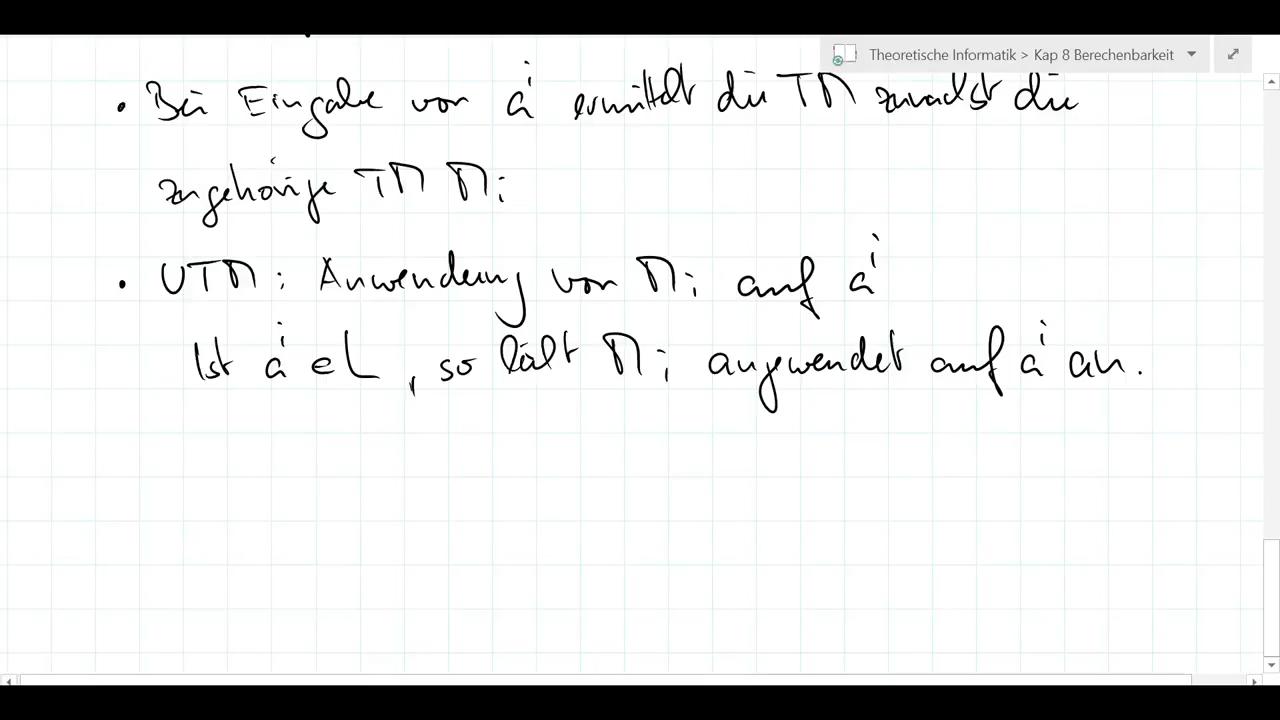 Theoretische Informatik > Kap 8 Berechenbarkeit
• Bei Eingabe von aⁱ ermittelt die TM zunächst die
zugehörige TM Mᵢ
• UTM: Anwendung von Mᵢ auf aⁱ
Ist aⁱ ∈ L, so hält Mᵢ angewendet auf aⁱ an.